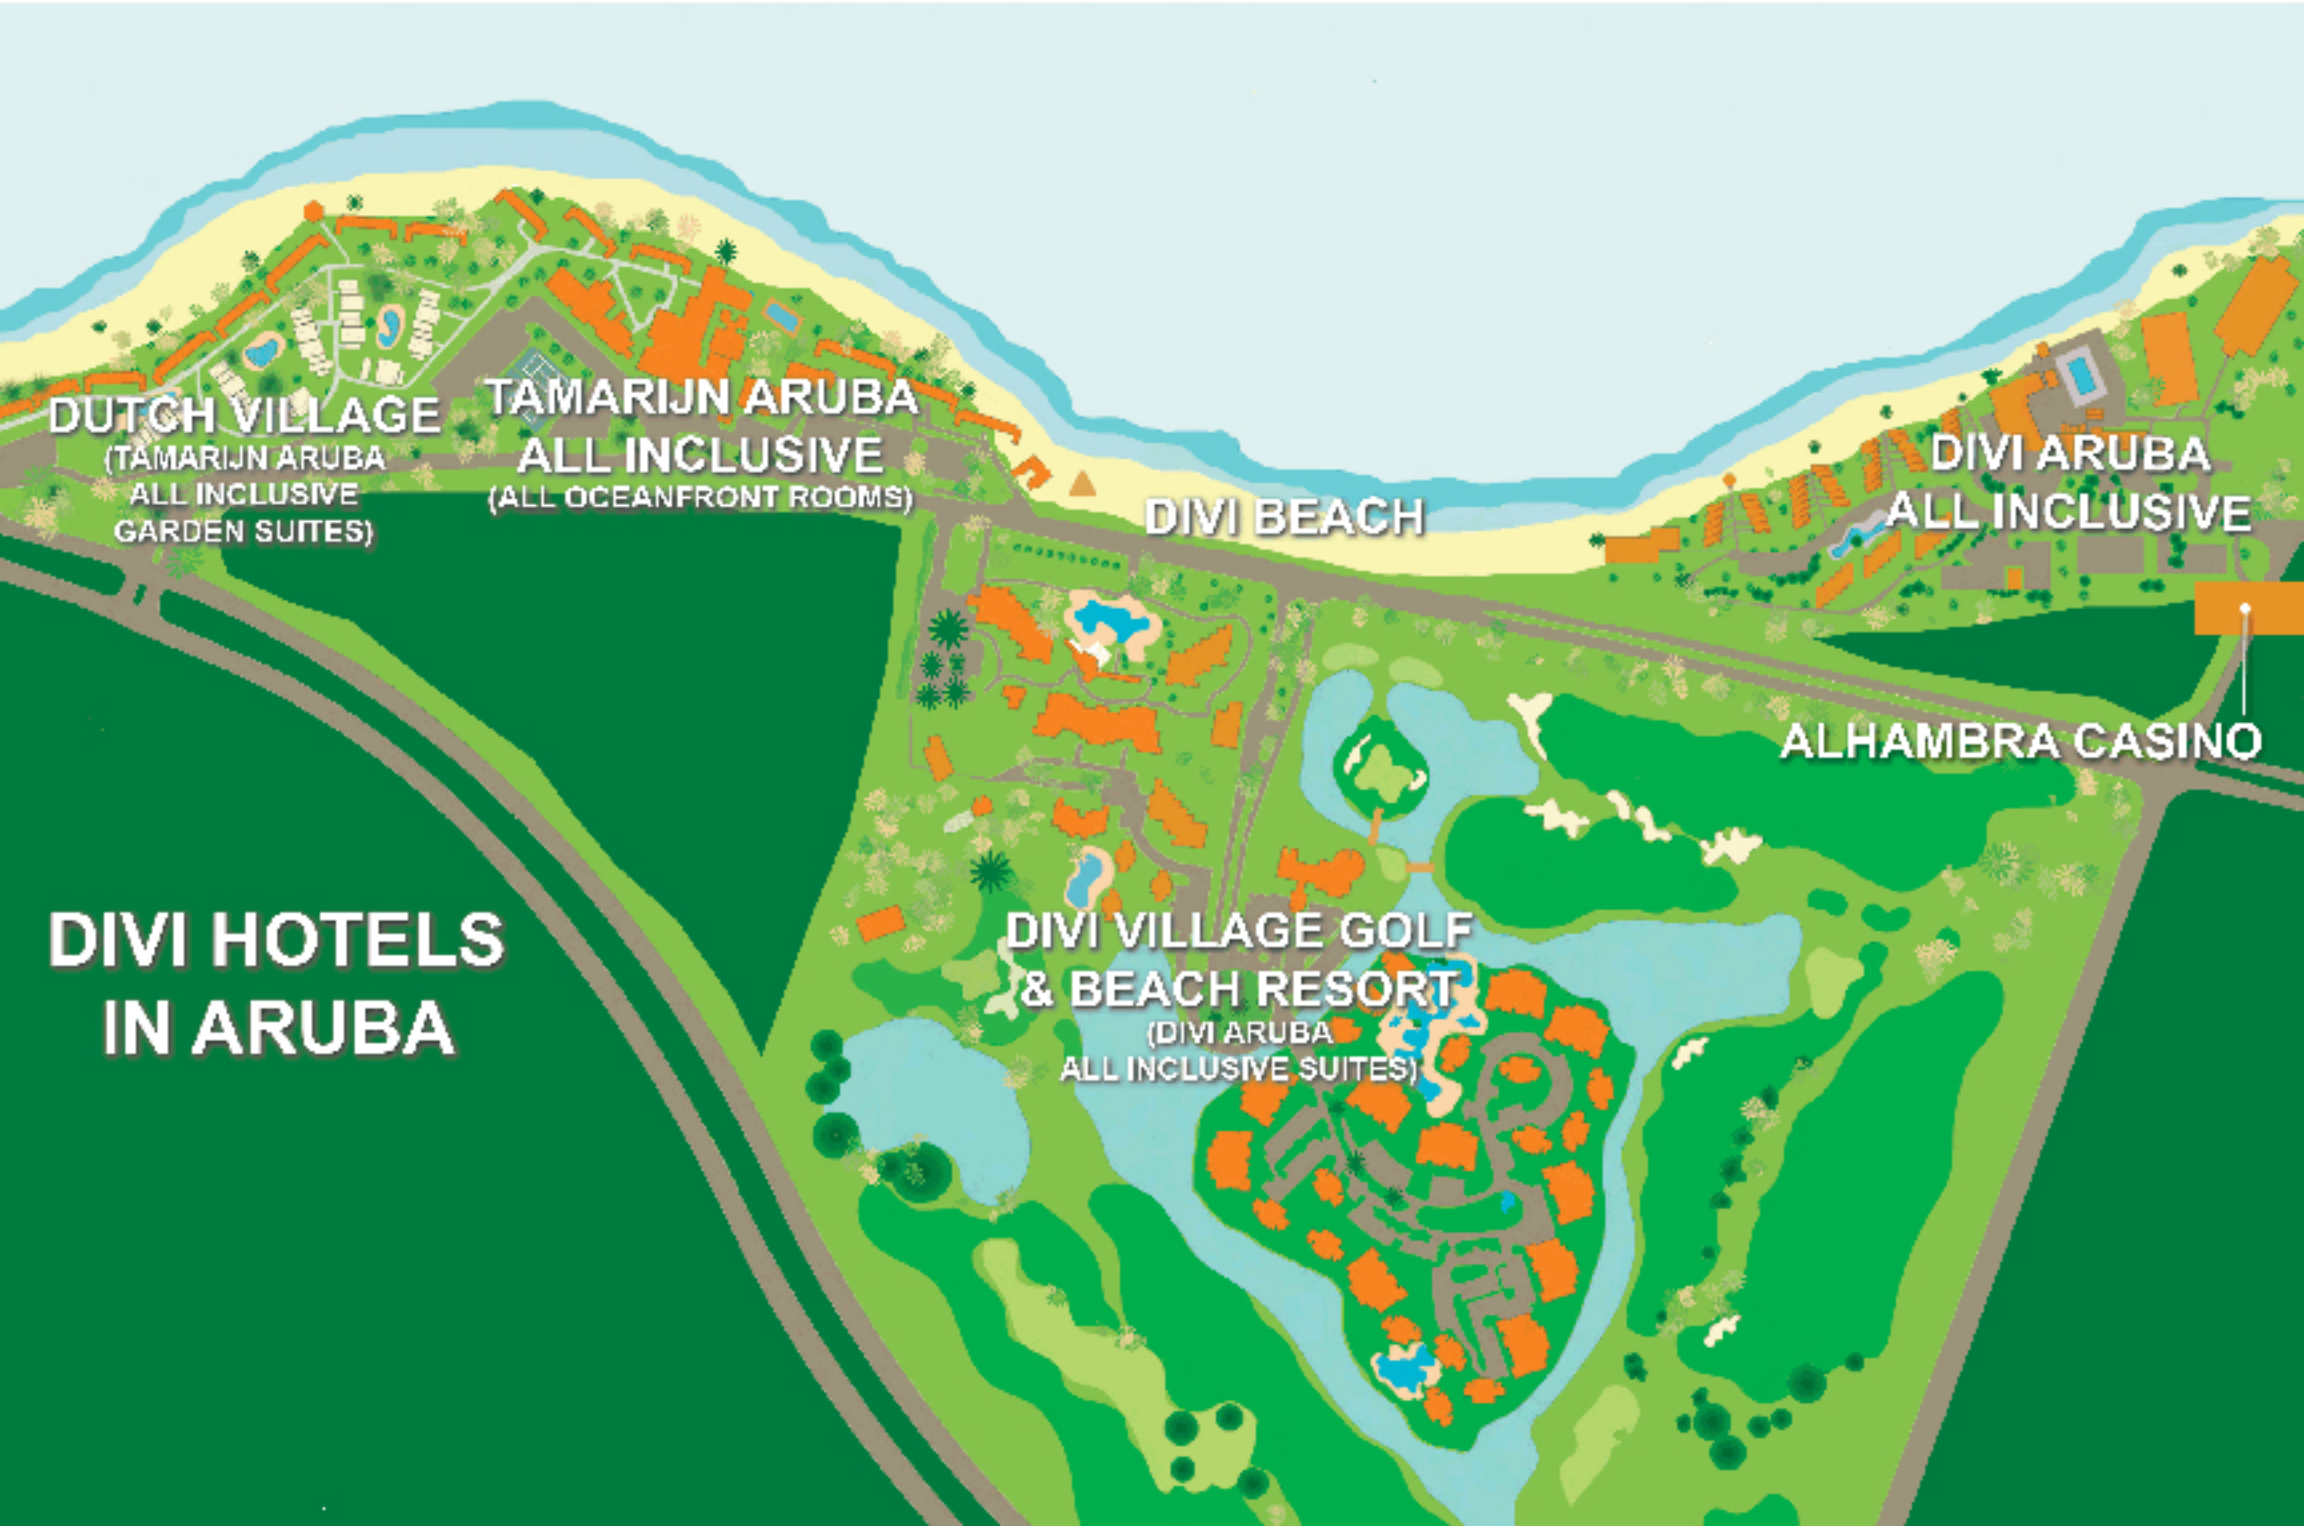 DUTCH VILLAGE
(TAMARIJN ARUBA
ALL INCLUSIVE
GARDEN SUITES)
TAMARIJN ARUBA
ALL INCLUSIVE
(ALL OCEANFRONT ROOMS)
DIVI BEACH
DIVI ARUBA
ALL INCLUSIVE
ALHAMBRA CASINO
DIVI HOTELS
IN ARUBA
DIVI VILLAGE GOLF
& BEACH RESORT
(DIVI ARUBA
ALL INCLUSIVE SUITES)